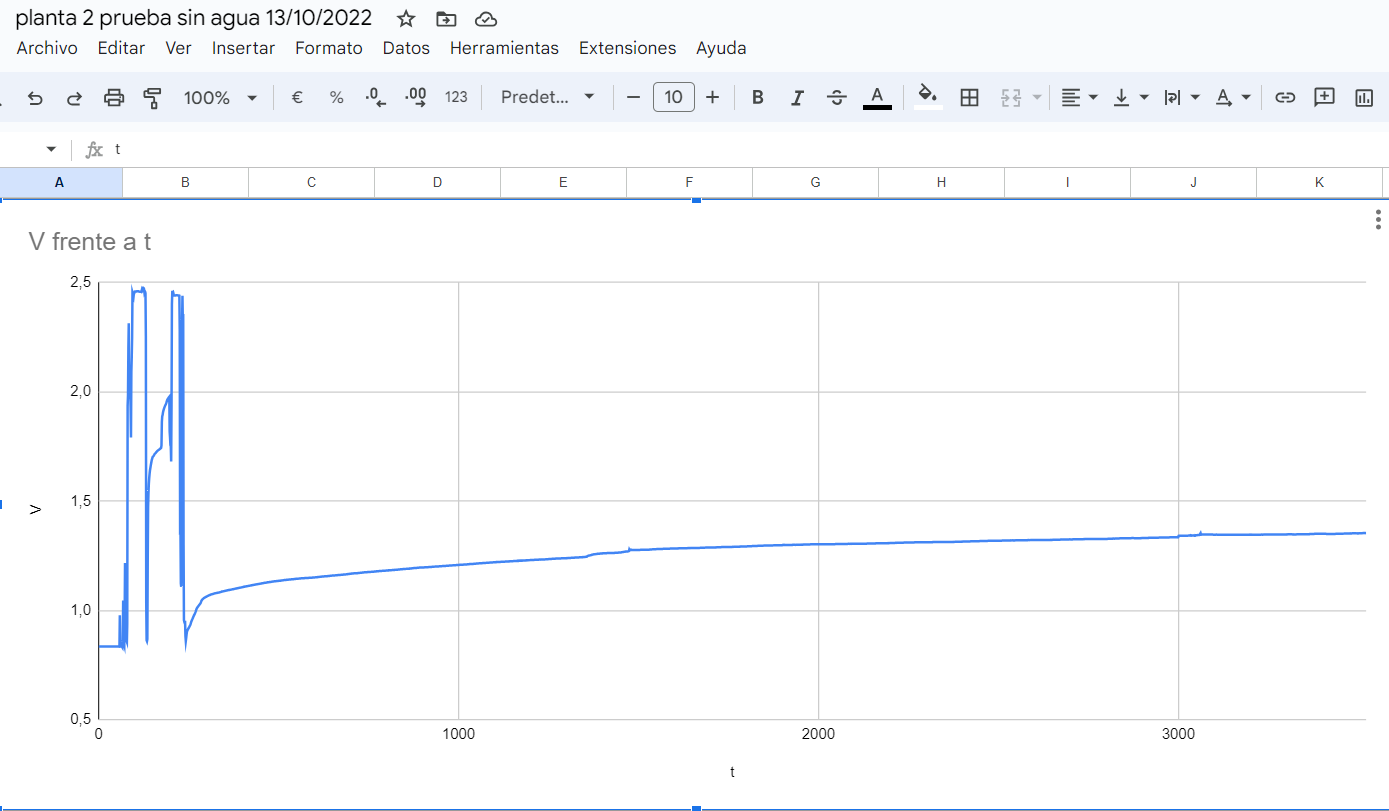 planta 2 prueba sin agua 13/10/2022
Archivo Editar Ver Insertar Formato Datos Herramientas Extensiones Ayuda
100% € % .0 .00 123 Predet... 10 B I A A
fx t
A B C D E F G H I J K
V frente a t
2,5
2,0
1,5
V
1,0
0,5
0 1000 2000 3000
t